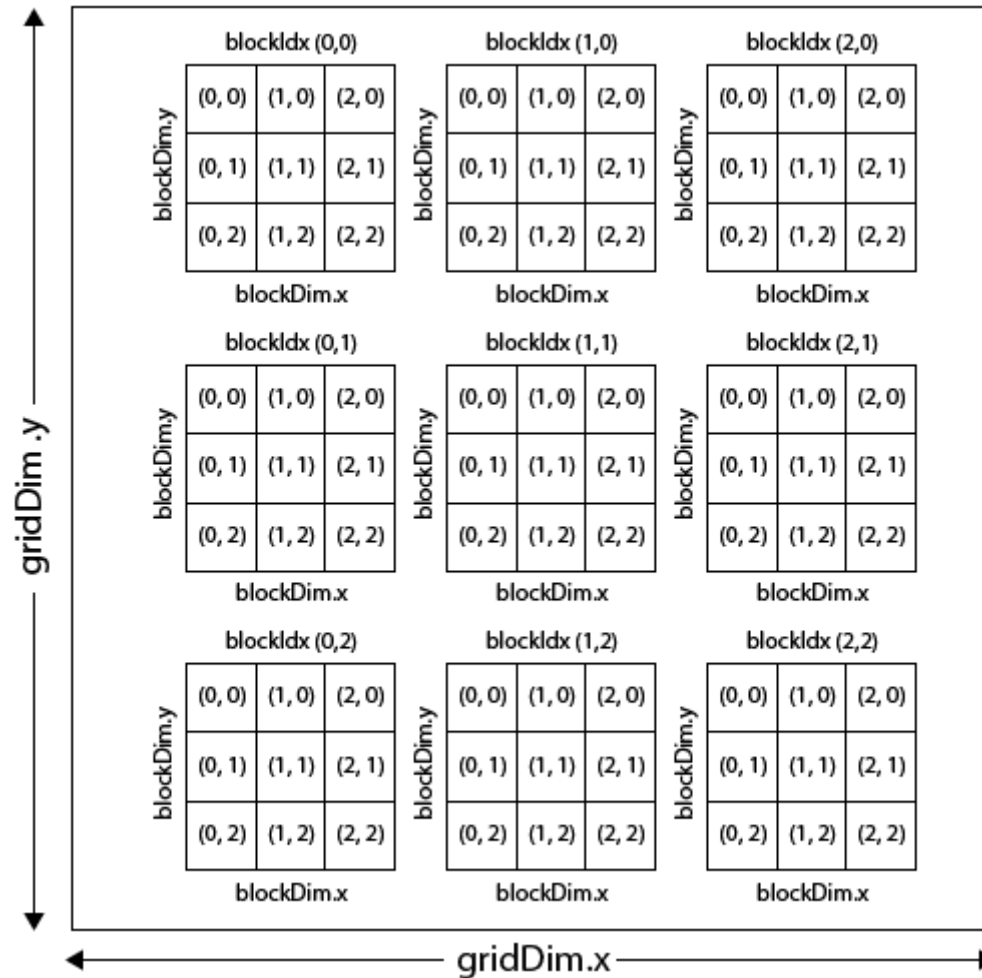 blockIdx (0,0) blockIdx (1,0) blockIdx (2,0)
blockDim.y blockDim.y blockDim.y
(0, 0) (1, 0) (2, 0) (0, 0) (1, 0) (2, 0) (0, 0) (1, 0) (2, 0)
(0, 1) (1, 1) (2, 1) (0, 1) (1, 1) (2, 1) (0, 1) (1, 1) (2, 1)
(0, 2) (1, 2) (2, 2) (0, 2) (1, 2) (2, 2) (0, 2) (1, 2) (2, 2)
blockDim.x blockDim.x blockDim.x
blockIdx (0,1) blockIdx (1,1) blockIdx (2,1)
blockDim.y blockDim.y blockDim.y
(0, 0) (1, 0) (2, 0) (0, 0) (1, 0) (2, 0) (0, 0) (1, 0) (2, 0)
(0, 1) (1, 1) (2, 1) (0, 1) (1, 1) (2, 1) (0, 1) (1, 1) (2, 1)
(0, 2) (1, 2) (2, 2) (0, 2) (1, 2) (2, 2) (0, 2) (1, 2) (2, 2)
blockDim.x blockDim.x blockDim.x
gridDim .y
blockIdx (0,2) blockIdx (1,2) blockIdx (2,2)
blockDim.y blockDim.y blockDim.y
(0, 0) (1, 0) (2, 0) (0, 0) (1, 0) (2, 0) (0, 0) (1, 0) (2, 0)
(0, 1) (1, 1) (2, 1) (0, 1) (1, 1) (2, 1) (0, 1) (1, 1) (2, 1)
(0, 2) (1, 2) (2, 2) (0, 2) (1, 2) (2, 2) (0, 2) (1, 2) (2, 2)
blockDim.x blockDim.x blockDim.x
gridDim.x